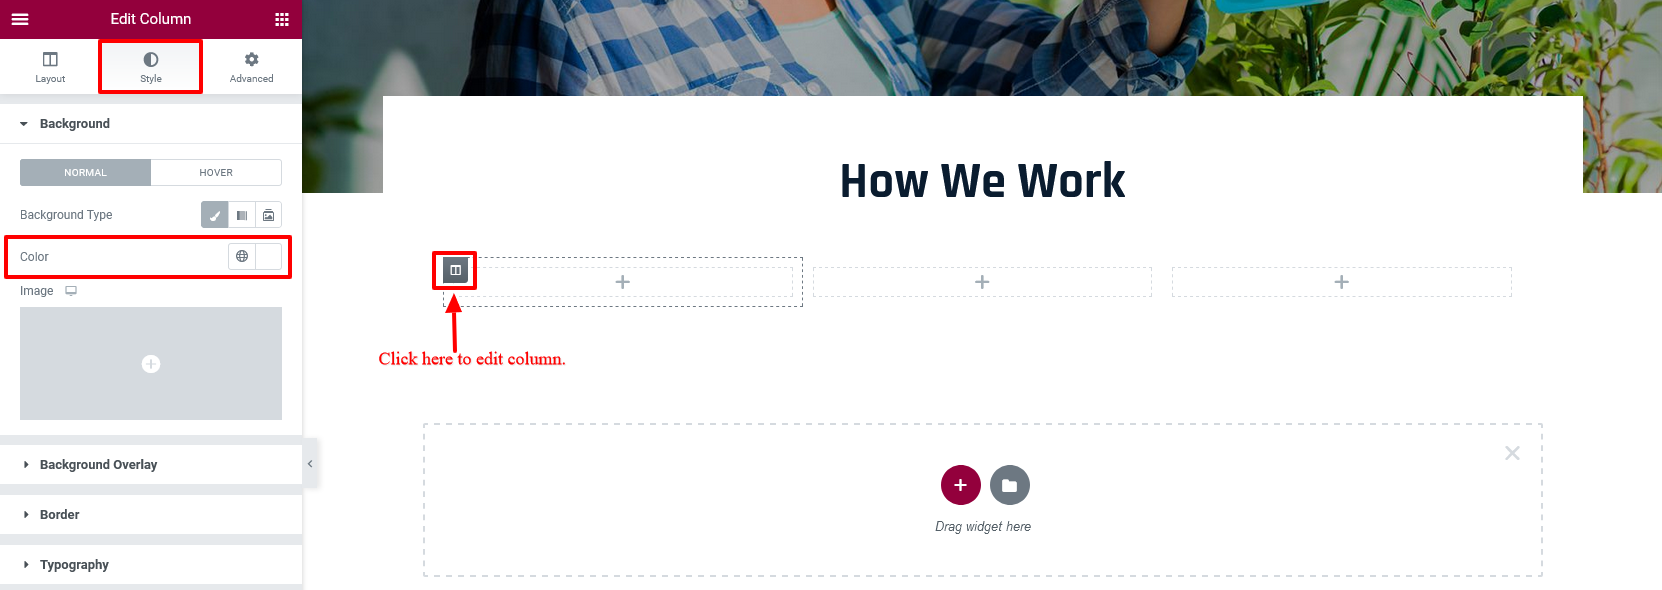 Edit Column
Layout
Style
Advanced
Background
NORMAL
HOVER
Background Type
Color
Image
Background Overlay
Border
Typography
How We Work
Click here to edit column.
Drag widget here